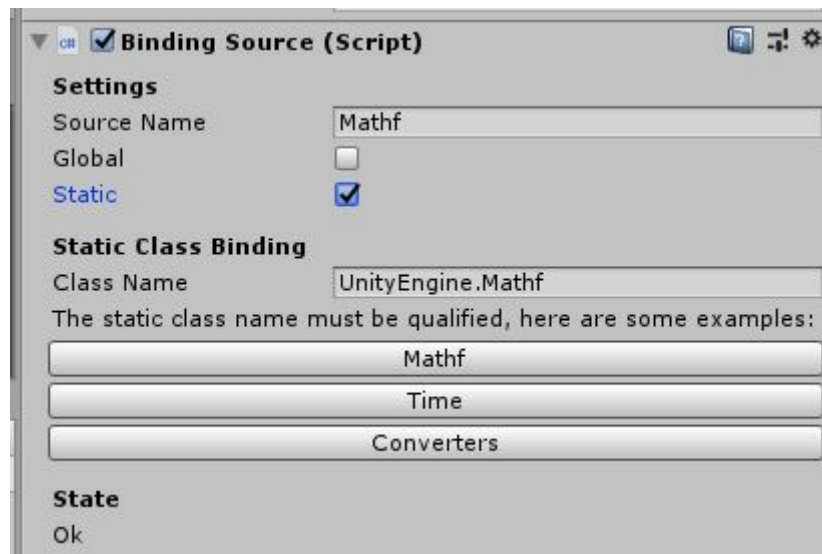 C#
Binding Source (Script)
Settings
Source Name Mathf
Global
Static
Static Class Binding
Class Name UnityEngine.Mathf
The static class name must be qualified, here are some examples:
Mathf
Time
Converters
State
Ok